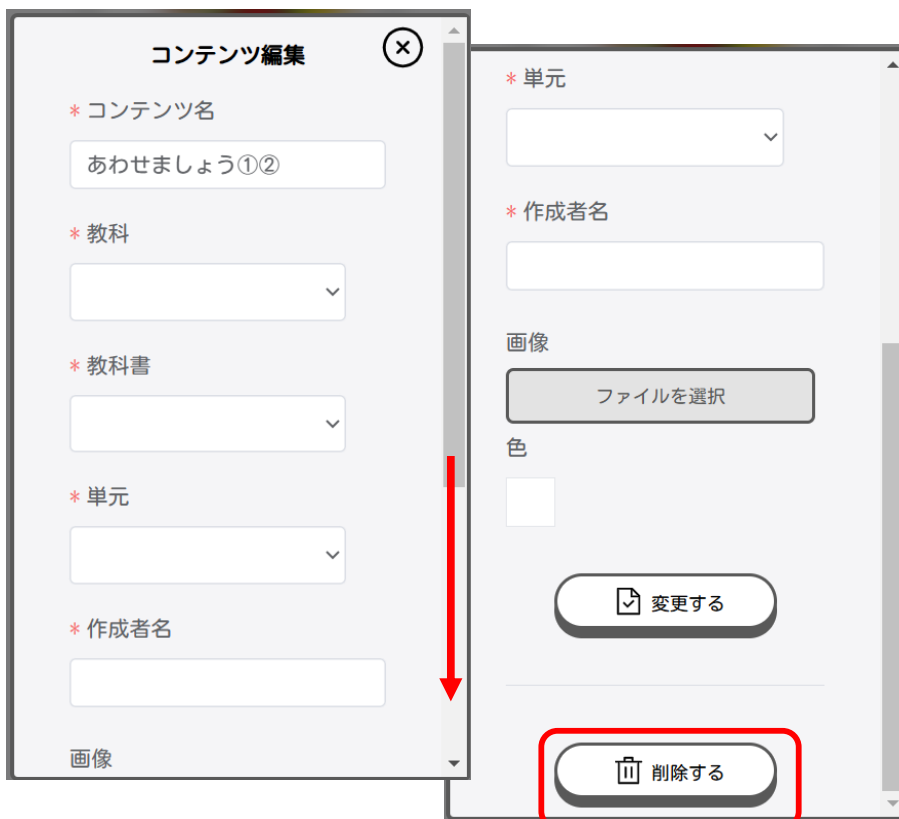 コンテンツ編集
* コンテンツ名
あわせましょう①②
* 教科
* 教科書
* 単元
* 作成者名
画像
* 単元
* 作成者名
画像
ファイルを選択
色
変更する
削除する